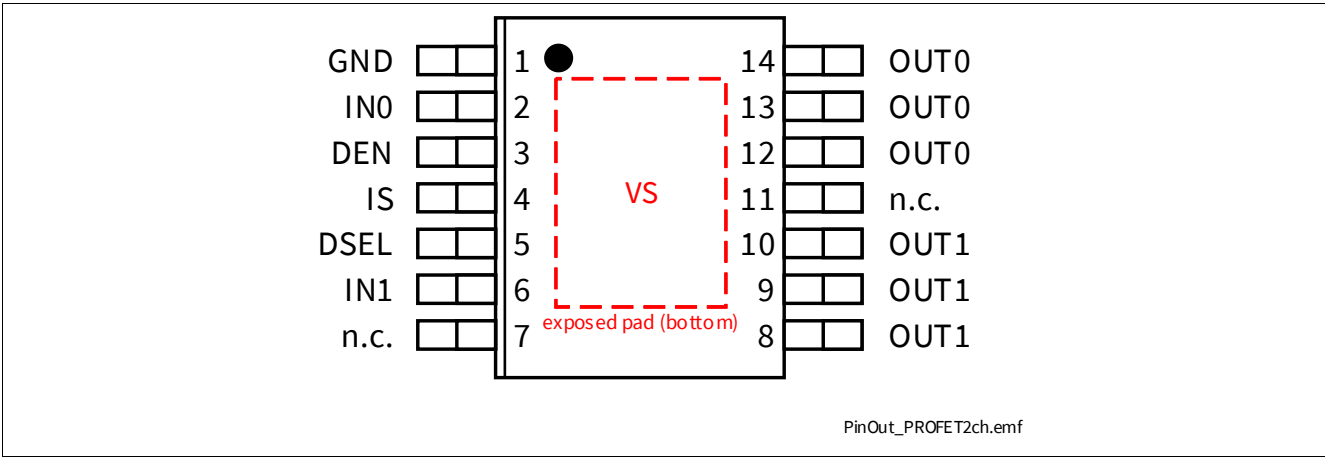 GND 1 14 OUT0
IN0 2 13 OUT0
DEN 3 12 OUT0
IS 4 VS 11 n.c.
DSEL 5 10 OUT1
IN1 6 9 OUT1
exposed pad (bottom)
n.c. 7 8 OUT1
PinOut_PROFET2ch.emf